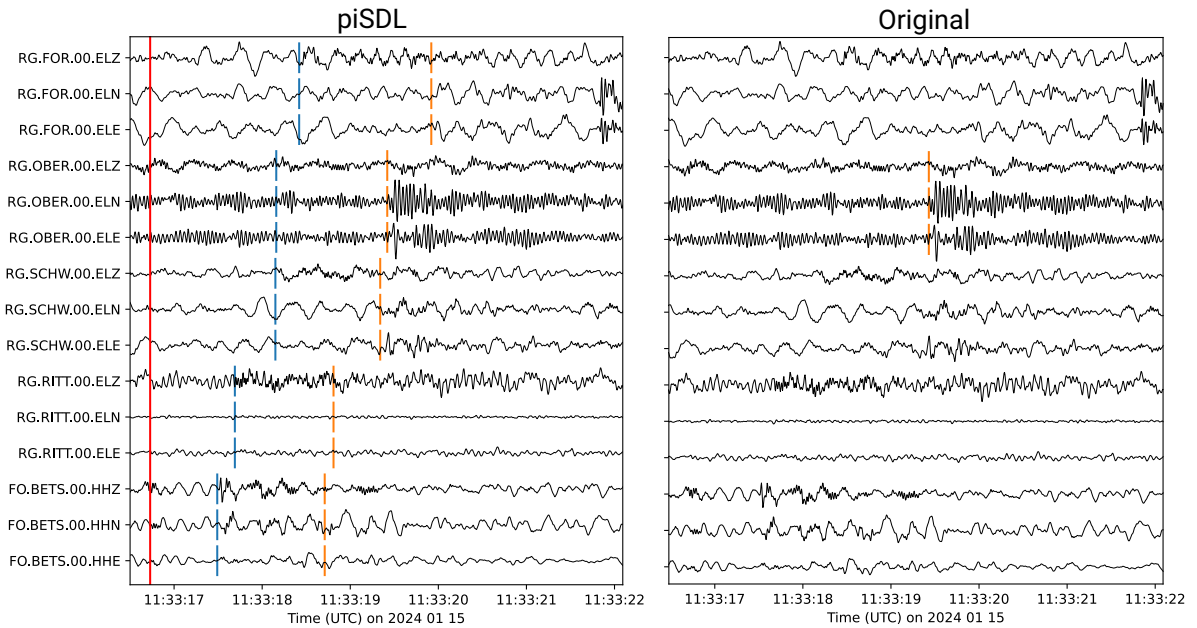 piSDL
Original
RG.FOR.00.ELZ
RG.FOR.00.ELN
RG.FOR.00.ELE
RG.OBER.00.ELZ
RG.OBER.00.ELN
RG.OBER.00.ELE
RG.SCHW.00.ELZ
RG.SCHW.00.ELN
RG.SCHW.00.ELE
RG.RITT.00.ELZ
RG.RITT.00.ELN
RG.RITT.00.ELE
FO.BETS.00.HHZ
FO.BETS.00.HHN
FO.BETS.00.HHE
11:33:17 11:33:18 11:33:19 11:33:20 11:33:21 11:33:22
Time (UTC) on 2024 01 15
11:33:17 11:33:18 11:33:19 11:33:20 11:33:21 11:33:22
Time (UTC) on 2024 01 15